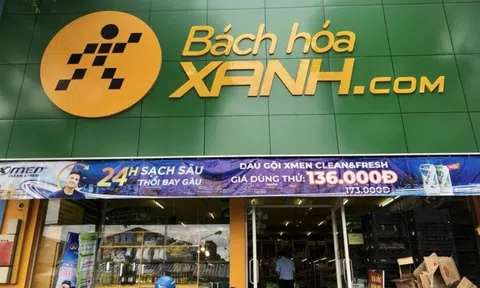 Bách hóa
XANH.COM
XMEN
24H SẠCH SÂU
THỔI BAY GÀU
DẦU GỘI XMEN CLEAN&FRESH
GIÁ DÙNG THỬ: 136.000Đ
173.000Đ